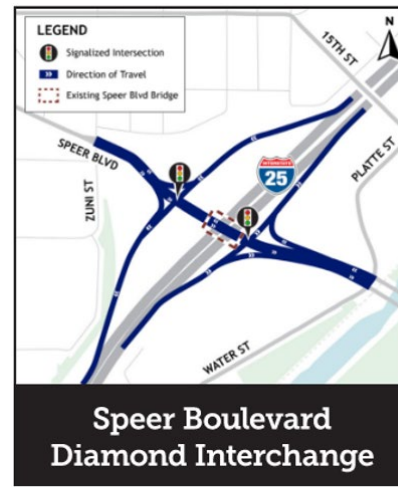 LEGEND
Signalized Intersection
Direction of Travel
Existing Speer Blvd Bridge
N
15TH ST
SPEER BLVD
INTERSTATE
25
PLATTE ST
ZUNI ST
WATER ST
Speer Boulevard
Diamond Interchange